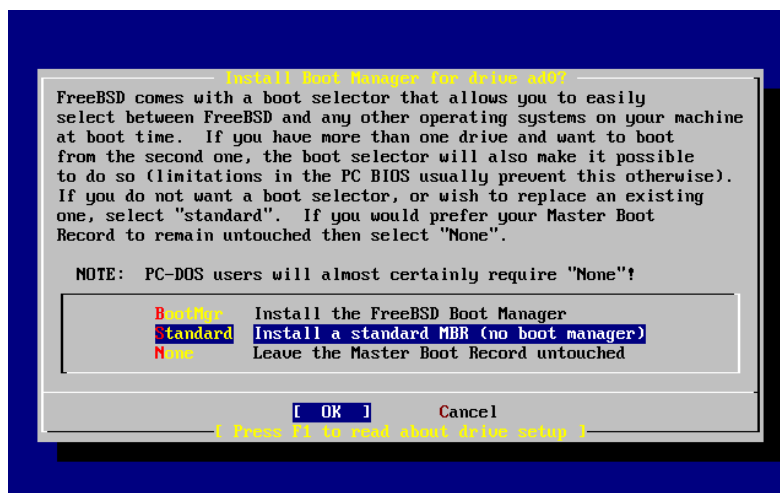 Install Boot Manager for drive ad0?
FreeBSD comes with a boot selector that allows you to easily
select between FreeBSD and any other operating systems on your machine
at boot time.  If you have more than one drive and want to boot
from the second one, the boot selector will also make it possible
to do so (limitations in the PC BIOS usually prevent this otherwise).
If you do not want a boot selector, or wish to replace an existing
one, select "standard".  If you would prefer your Master Boot
Record to remain untouched then select "None".
NOTE:  PC-DOS users will almost certainly require "None"!
BootMgr   Install the FreeBSD Boot Manager
Standard  Install a standard MBR (no boot manager)
None      Leave the Master Boot Record untouched
[  OK  ]      Cancel
[ Press F1 to read about drive setup ]